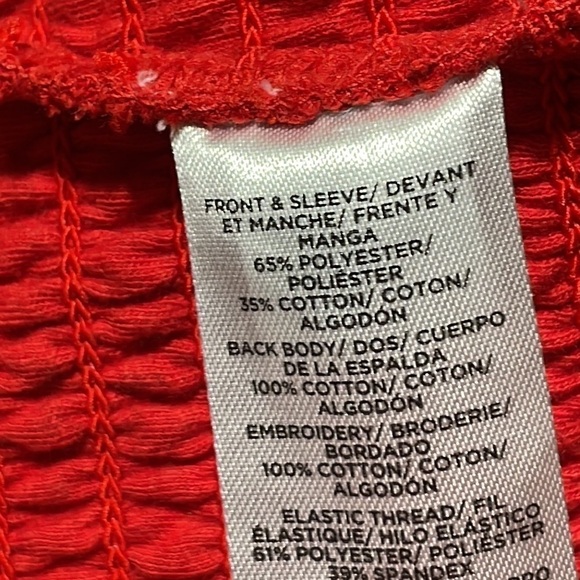 FRONT & SLEEVE/ DEVANT
ET MANCHE/ FRENTE Y
MANGA
65% POLYESTER/
POLIÉSTER
35% COTTON/ COTON/
ALGODÓN
BACK BODY/ DOS/ CUERPO
DE LA ESPALDA
100% COTTON/ COTON/
ALGODÓN
EMBROIDERY/ BRODERIE/
BORDADO
100% COTTON/ COTON/
ALGODÓN
ELASTIC THREAD/ FIL
ÉLASTIQUE/ HILO ELÁSTICO
61% POLYESTER/ POLIÉSTER
39% SPANDEX